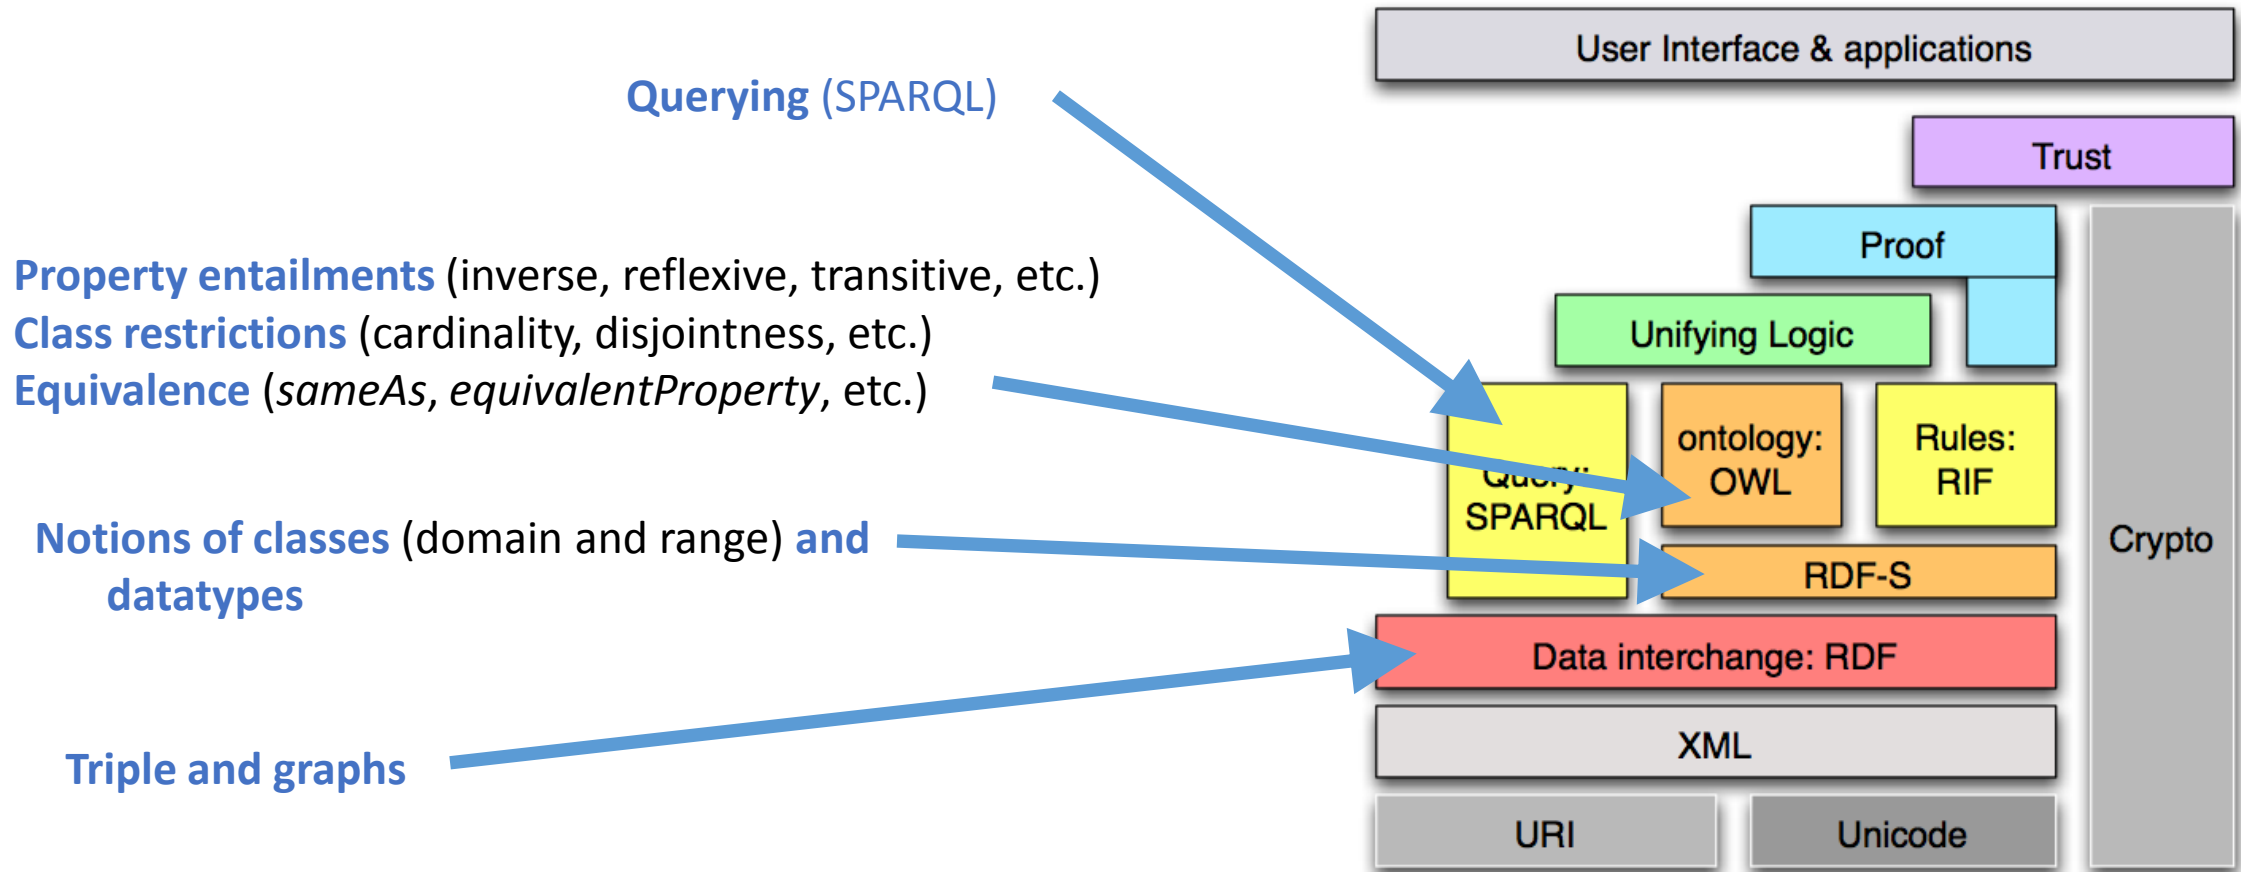 User Interface & applications
Querying (SPARQL)
Trust
Proof
Property entailments (inverse, reflexive, transitive, etc.)
Class restrictions (cardinality, disjointness, etc.)
Equivalence (sameAs, equivalentProperty, etc.)
Unifying Logic
Query:
SPARQL
ontology:
OWL
Rules:
RIF
Crypto
Notions of classes (domain and range) and
datatypes
RDF-S
Data interchange: RDF
Triple and graphs
XML
URI
Unicode